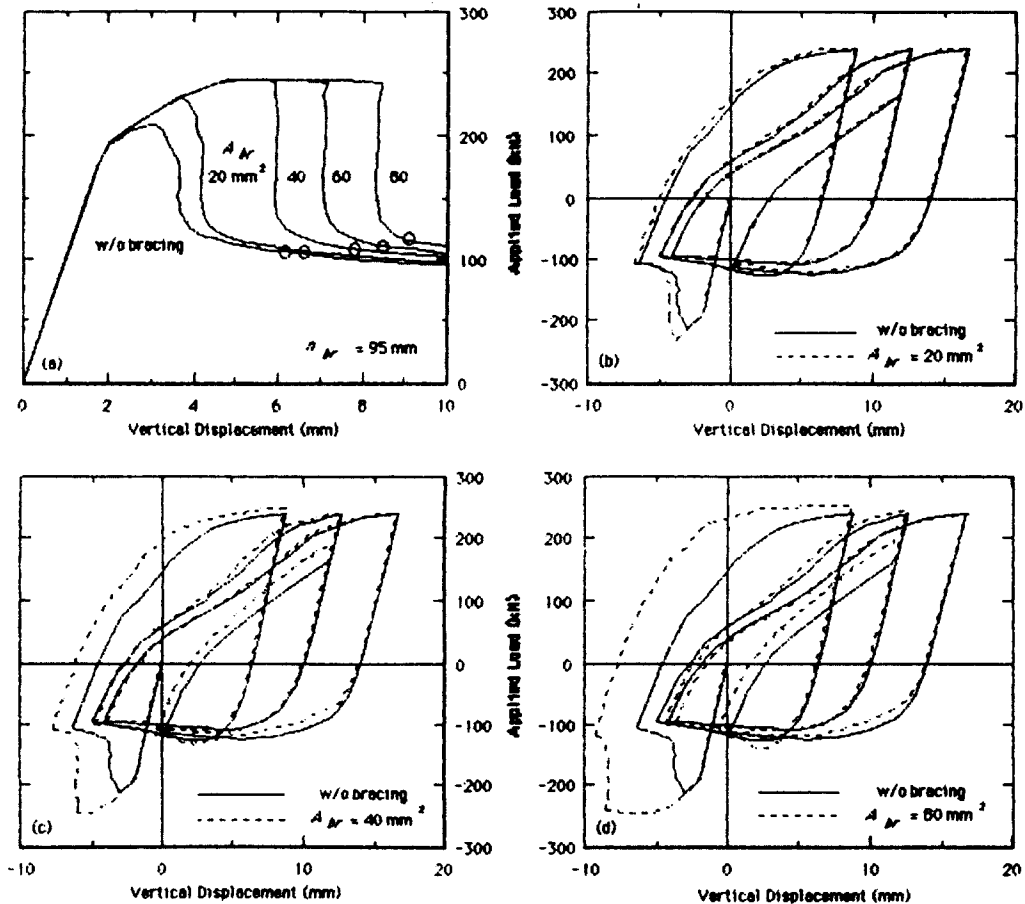 300
200
100
0
A br
20 mm²
40
60
80
w/o bracing
n br = 95 mm
(a)
0 2 4 6 8 10
Vertical Displacement (mm)
Applied Load (kN)
300
200
100
0
-100
-200
-300
w/o bracing
A br = 20 mm²
(b)
-10 0 10 20
Vertical Displacement (mm)
300
200
100
0
-100
-200
-300
w/o bracing
A br = 40 mm²
(c)
-10 0 10 20
Vertical Displacement (mm)
Applied Load (kN)
300
200
100
0
-100
-200
-300
w/o bracing
(d)
-10 0 10 20
Vertical Displacement (mm)